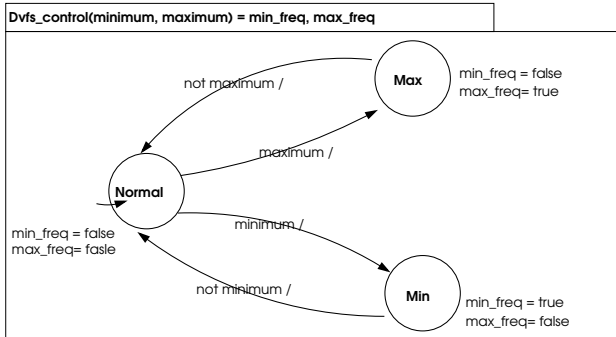 Dvfs_control(minimum, maximum) = min_freq, max_freq
not maximum /
Max
min_freq = false
max_freq= true
maximum /
Normal
min_freq = false
max_freq= fasle
minimum /
not minimum /
Min
min_freq = true
max_freq= false